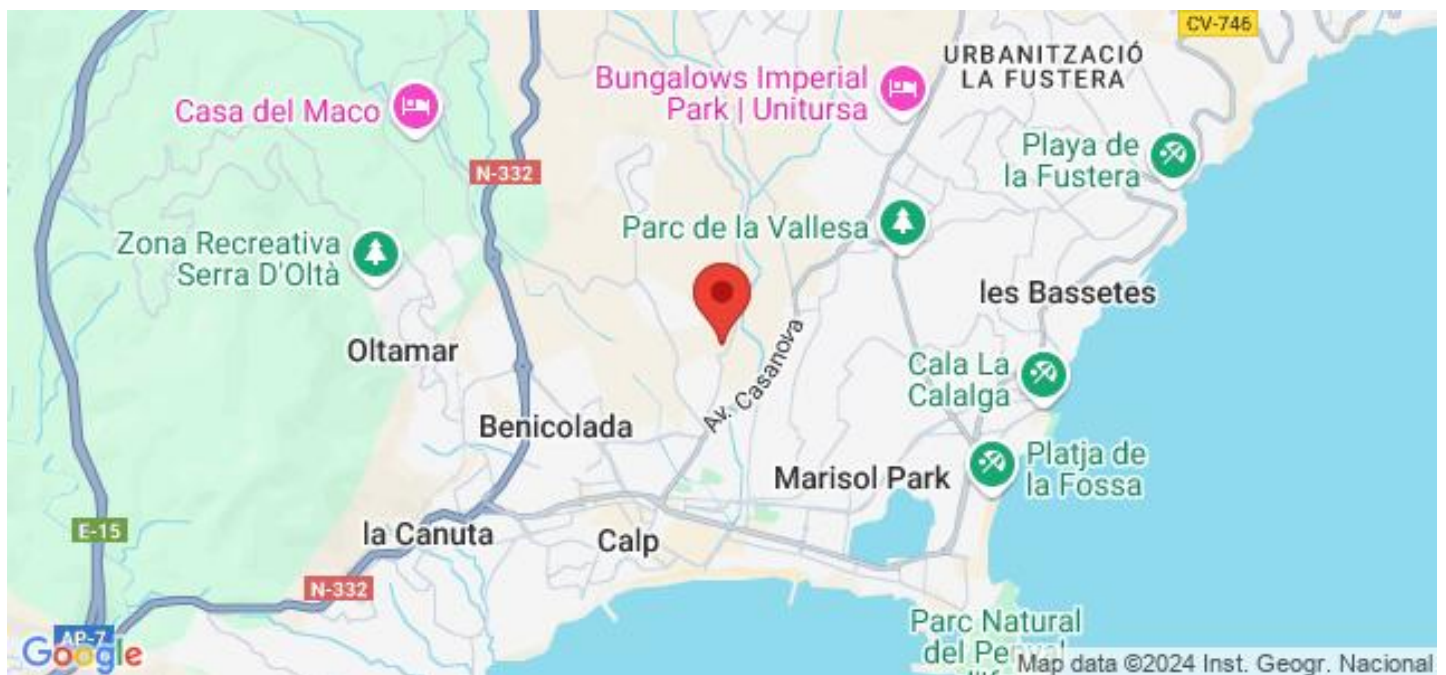 CV-746
URBANITZACIÓ
LA FUSTERA
Bungalows Imperial
Park | Unitursa
Casa del Maco
Playa de
la Fustera
N-332
Parc de la Vallesa
Zona Recreativa
Serra D'Oltà
les Bassetes
Oltamar
Av. Casanova
Cala La
Calalga
Benicolada
Marisol Park
Platja de
la Fossa
E-15
la Canuta
Calp
N-332
Parc Natural
del
AP-7
Google
Map data ©2024 Inst. Geogr. Nacional